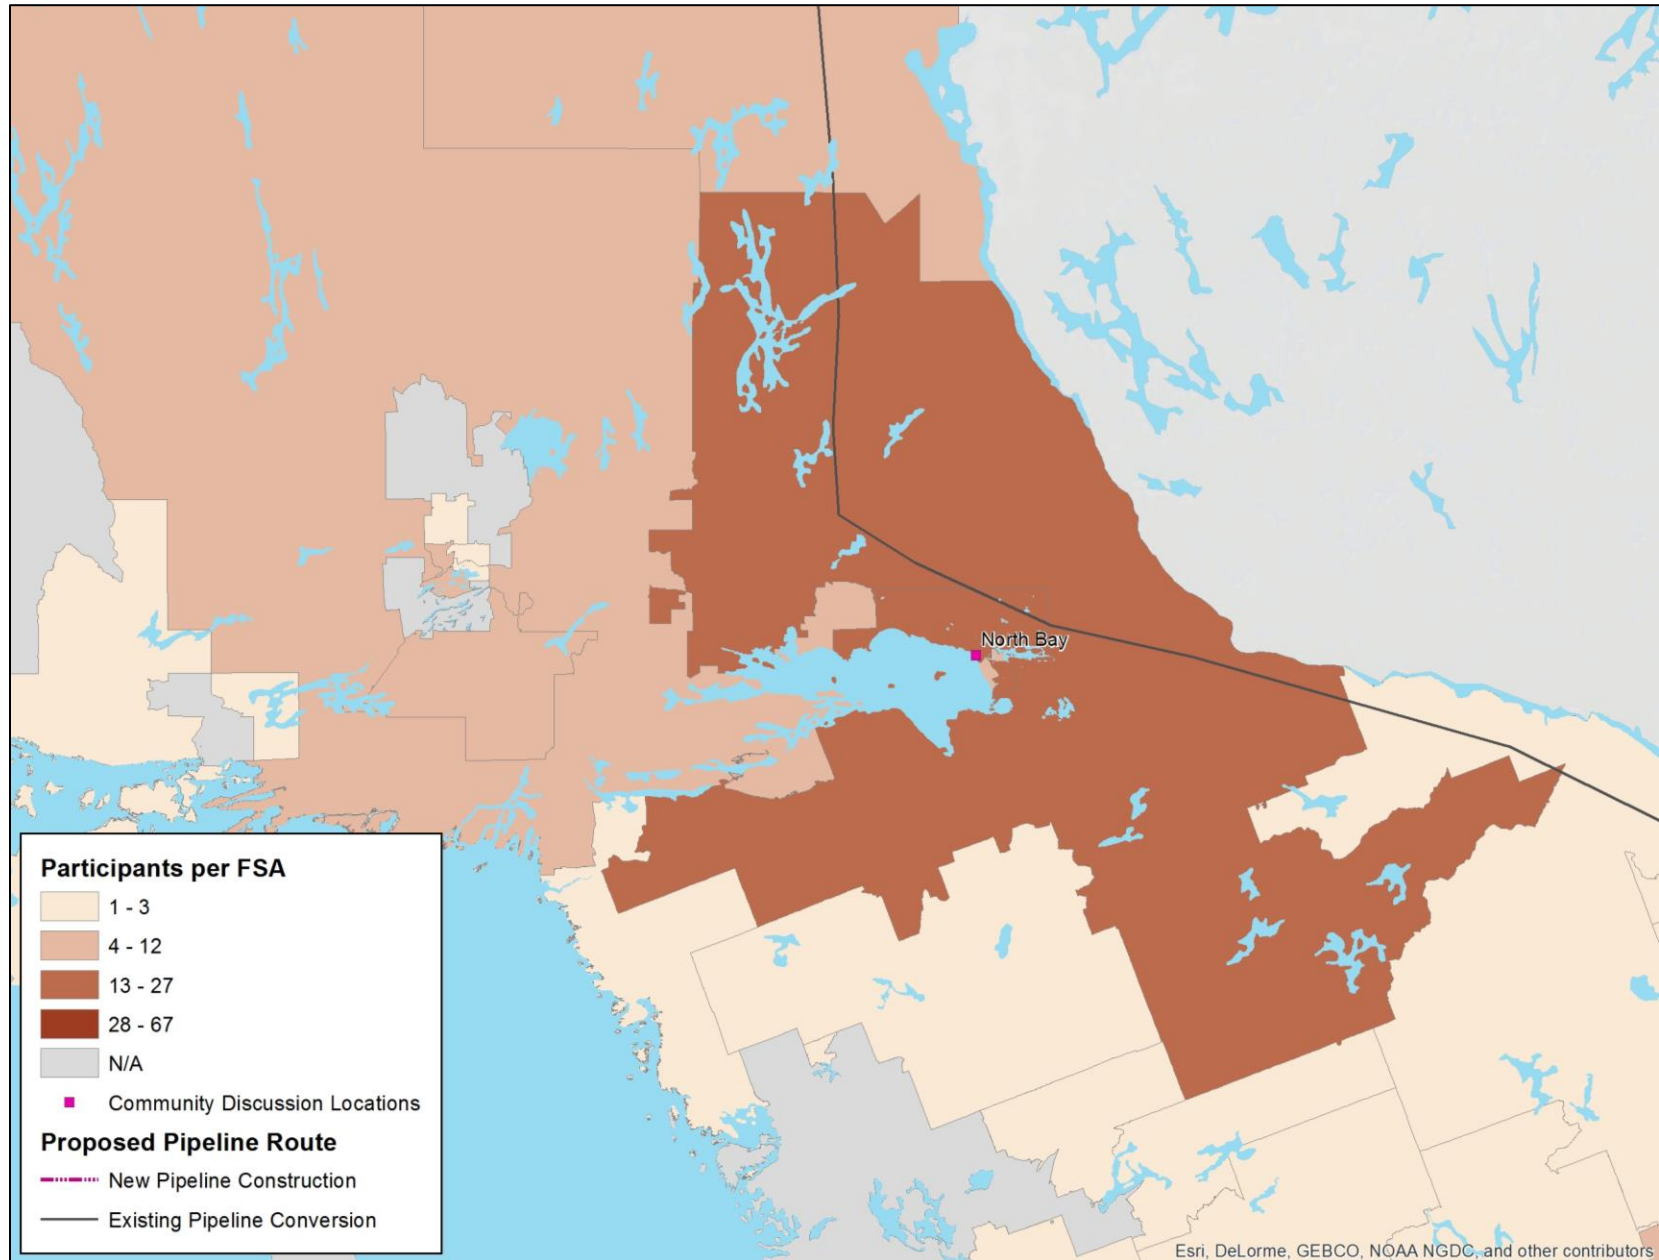 North Bay
Participants per FSA
1 - 3
4 - 12
13 - 27
28 - 67
N/A
Community Discussion Locations
Proposed Pipeline Route
New Pipeline Construction
Existing Pipeline Conversion
Esri, DeLorme, GEBCO, NOAA NGDC, and other contributors